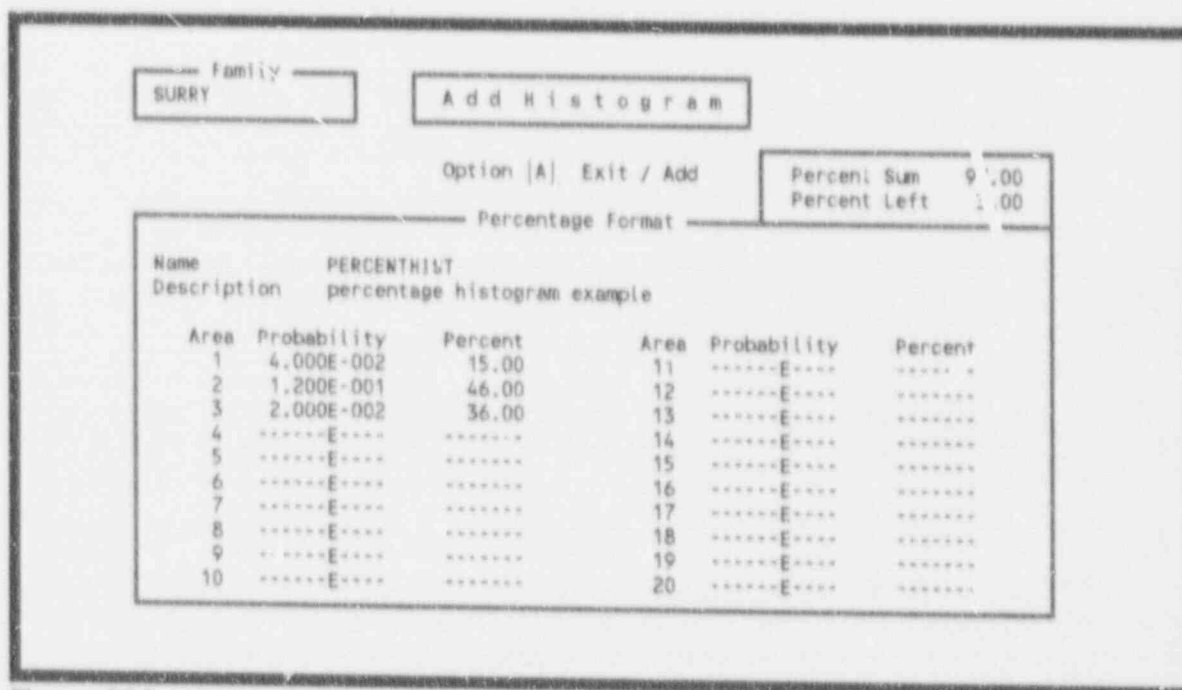 Family
SURRY
Add Histogram
Option |A| Exit / Add
Percent Sum
Percent Left
Percentage Format
Name PERCENTHIST
Description percentage histogram example
Area Probability Percent Area Probability Percent
1 4.000E-002 15.00 11 ------E---- -------
2 1.200E-001 46.00 12 ------E---- -------
3 2.000E-002 36.00 13 ------E---- -------
4 ------E---- ------- 14 ------E---- -------
5 ------E---- ------- 15 ------E---- -------
6 ------E---- ------- 16 ------E---- -------
7 ------E---- ------- 17 ------E---- -------
8 ------E---- ------- 18 ------E---- -------
9 ------E---- ------- 19 ------E---- -------
10 ------E---- ------- 20 ------E---- -------